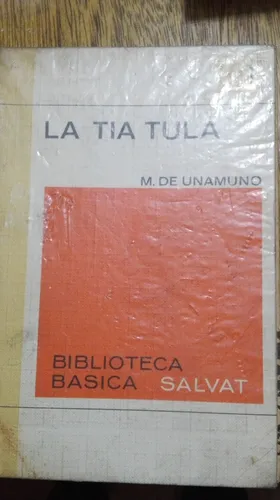 LA TIA TULA
M. DE UNAMUNO
BIBLIOTECA
BASICA SALVAT